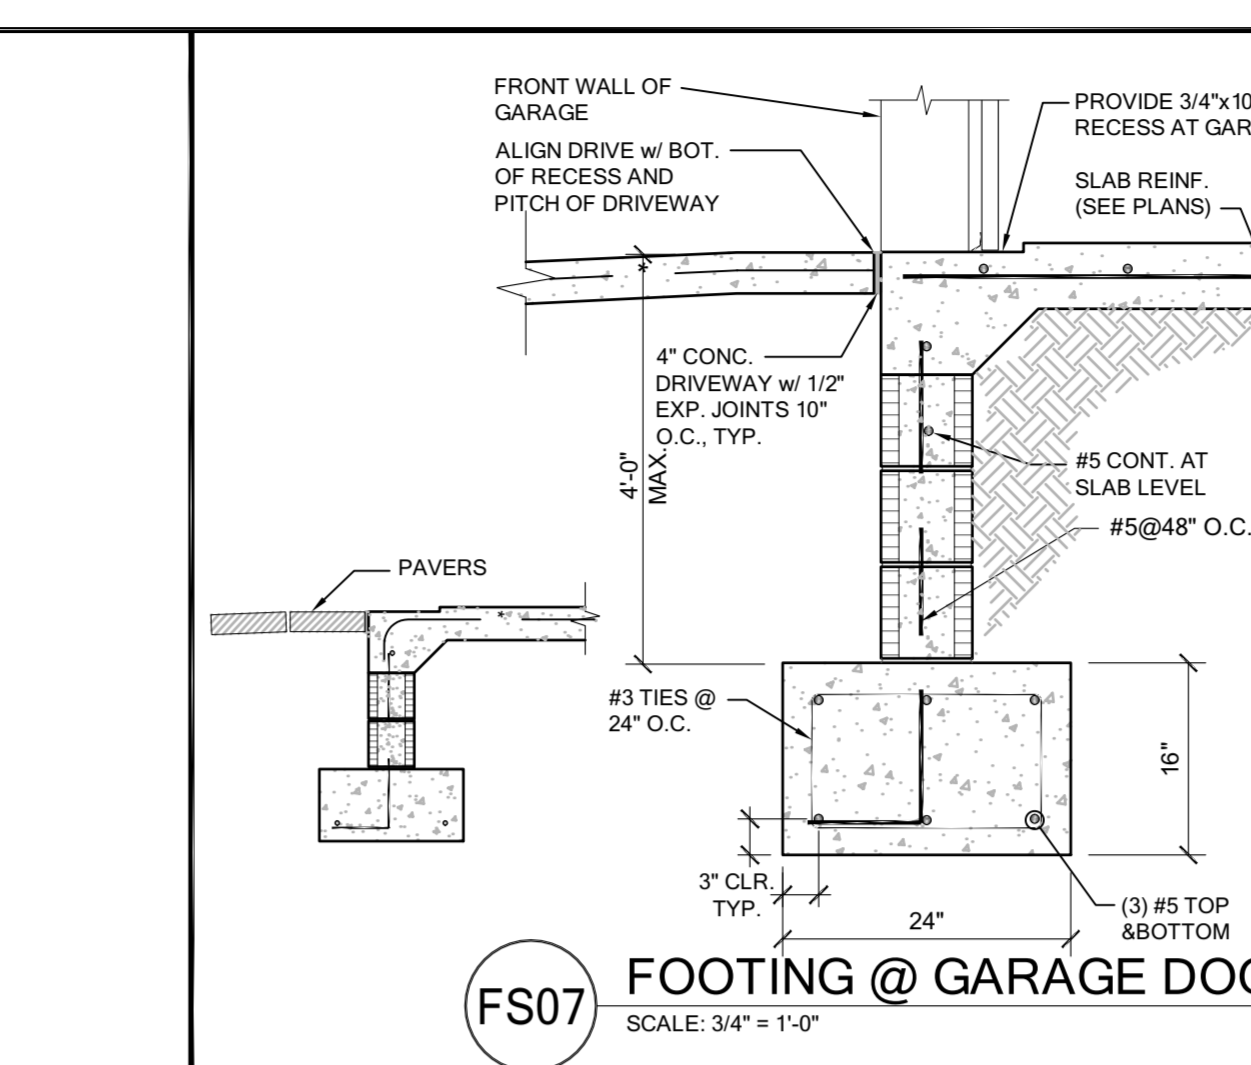 FRONT WALL OF
GARAGE
ALIGN DRIVE w/ BOT.
OF RECESS AND
PITCH OF DRIVEWAY
PROVIDE 3/4"x10
RECESS AT GAR
SLAB REINF.
(SEE PLANS)
4" CONC.
DRIVEWAY w/ 1/2"
EXP. JOINTS 10"
O.C., TYP.
4'-0"
MAX.
#5 CONT. AT
SLAB LEVEL
#5@48" O.C.
PAVERS
#3 TIES @
24" O.C.
16"
3" CLR.
TYP.
24"
(3) #5 TOP
&BOTTOM
FS07
FOOTING @ GARAGE DOO
SCALE: 3/4" = 1'-0"